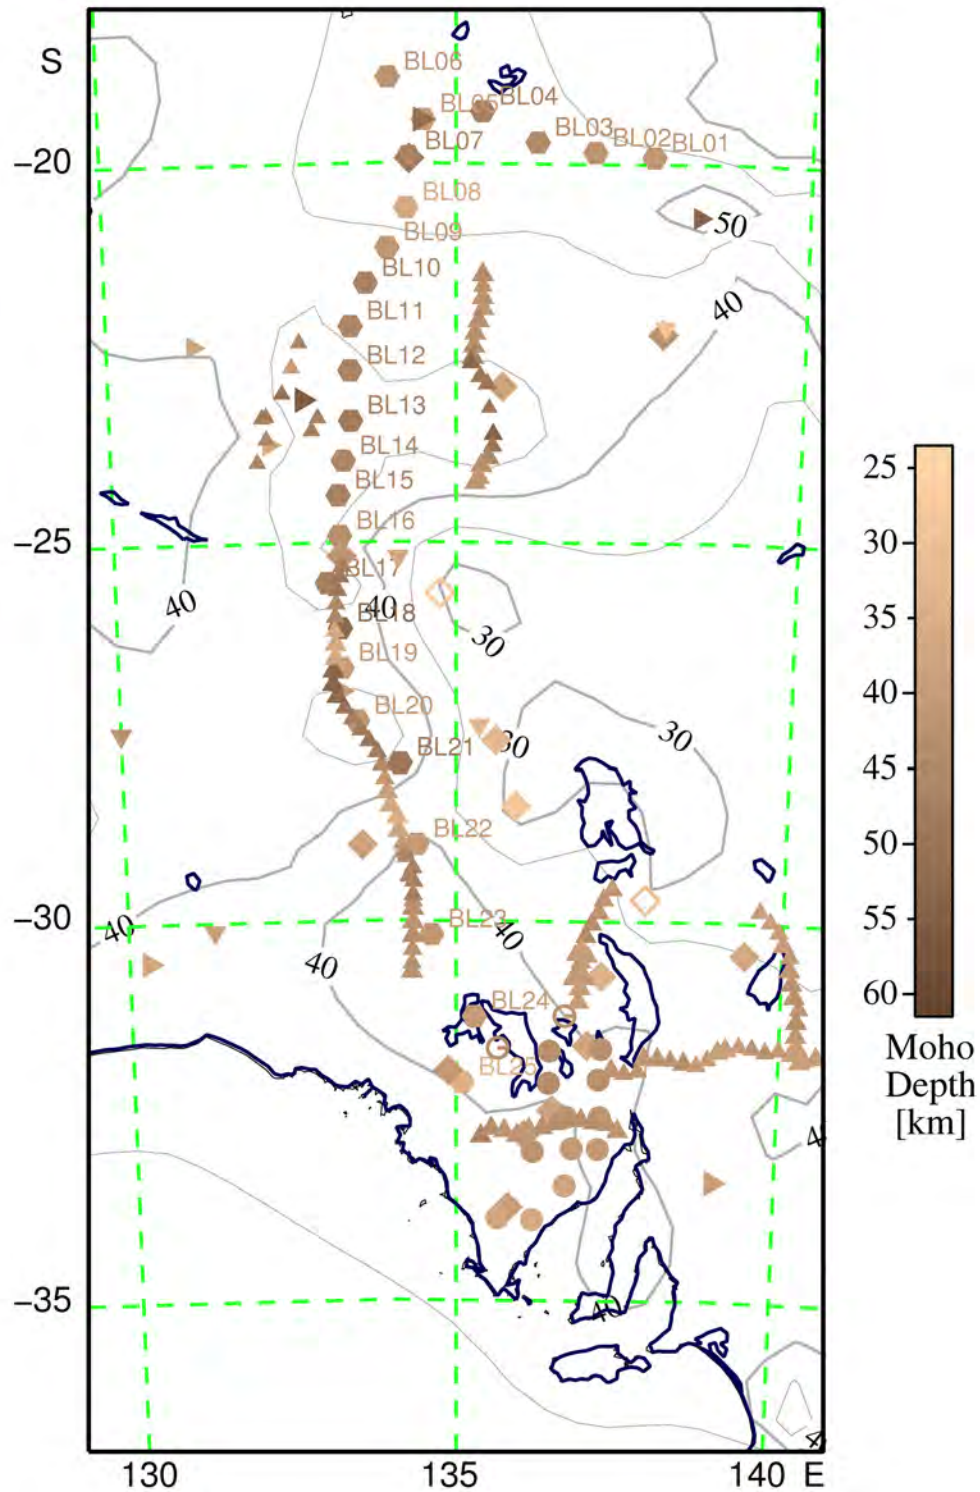 S
BL06
BL04
BL05
BL03
BL02
BL01
BL07
−20
BL08
50
BL09
BL10
40
BL11
BL12
BL13
BL14
BL15
25
BL16
30
−25
BL17
40
40
BL18
35
30
BL19
40
BL20
30
30
BL21
45
BL22
50
−30
BL23
40
40
40
55
BL24
60
BL25
Moho
Depth
[km]
−35
40
130
135
140
E